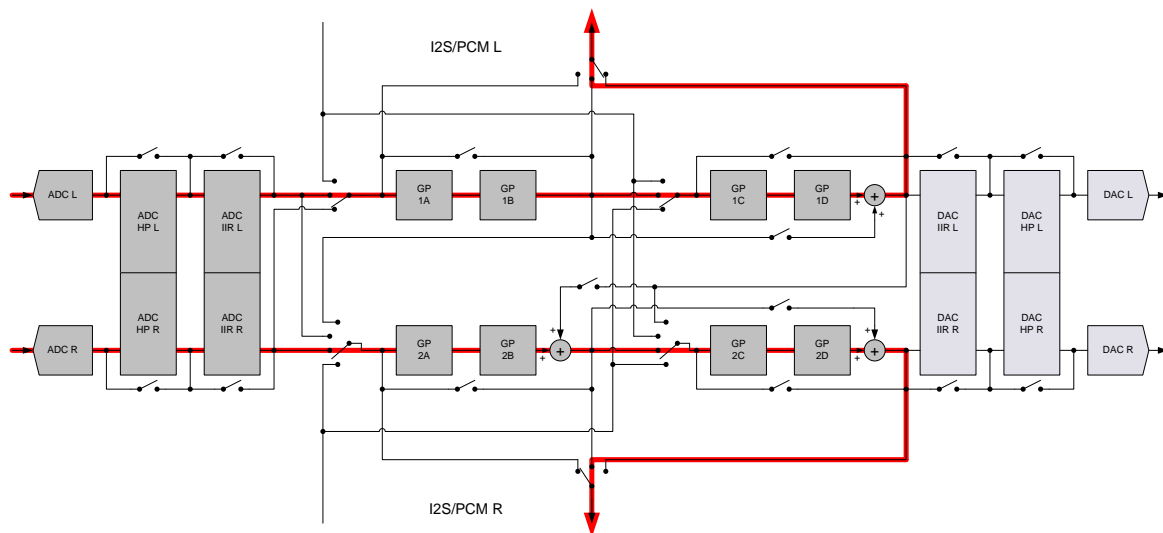 I2S/PCM L
ADC L
ADC
HP L
ADC
IIR L
GP
1A
GP
1B
GP
1C
GP
1D
+
+
+
DAC
IIR L
DAC
HP L
DAC L
ADC R
ADC
HP R
ADC
IIR R
GP
2A
GP
2B
+
+
+
GP
2C
GP
2D
+
+
+
DAC
IIR R
DAC
HP R
DAC R
I2S/PCM R